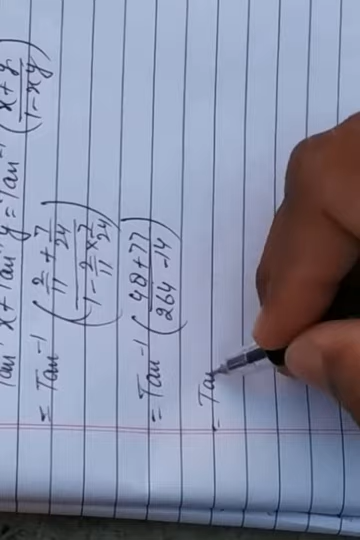 Tan⁻¹x + Tan⁻¹y = Tan⁻¹((x+y)/(1-xy))
= Tan⁻¹((2/11 + 7/24)/(1 - 2/11 × 7/24))
= Tan⁻¹((48+77)/(264-14))
= Tan